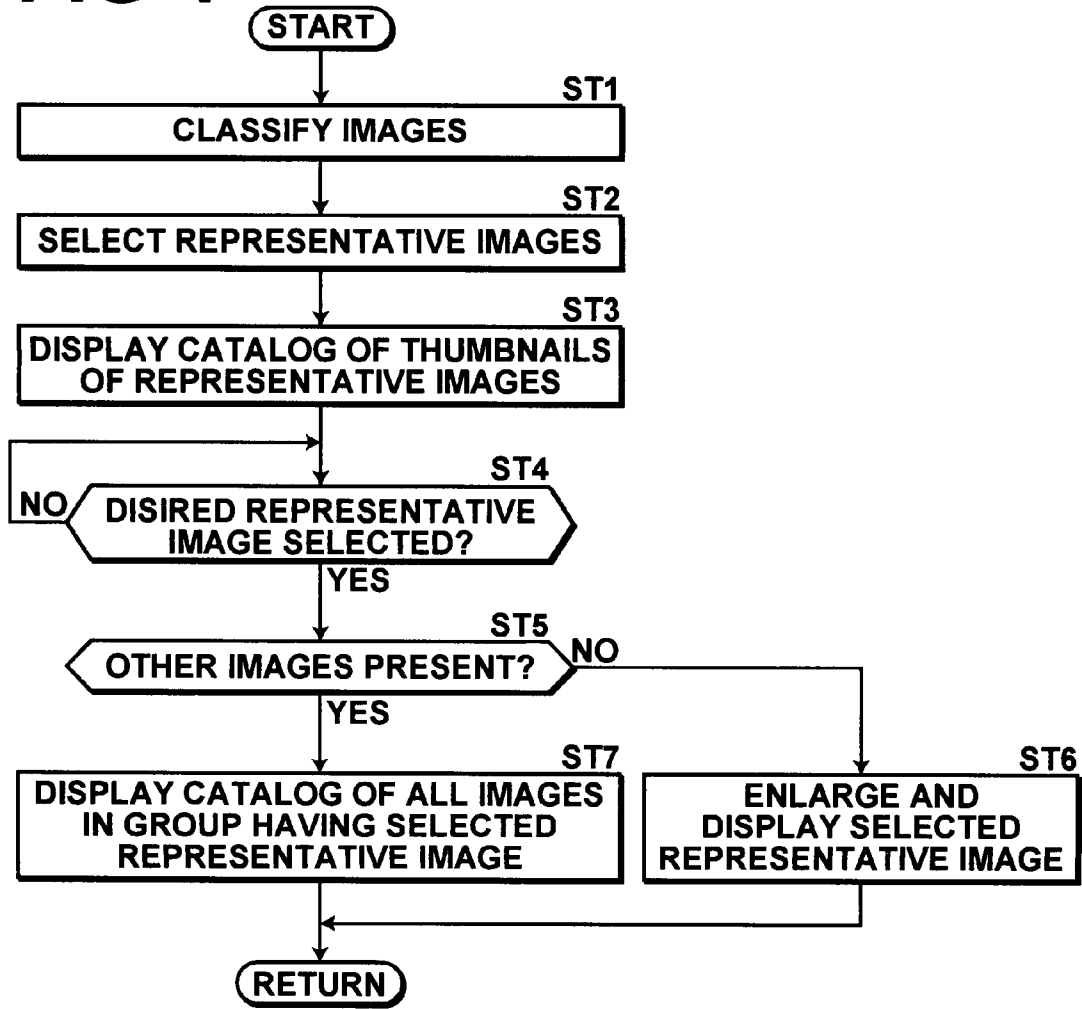 START
ST1
CLASSIFY IMAGES
ST2
SELECT REPRESENTATIVE IMAGES
ST3
DISPLAY CATALOG OF THUMBNAILS
OF REPRESENTATIVE IMAGES
ST4
NO
DISIRED REPRESENTATIVE
IMAGE SELECTED?
YES
ST5
OTHER IMAGES PRESENT?
NO
YES
ST7
DISPLAY CATALOG OF ALL IMAGES
IN GROUP HAVING SELECTED
REPRESENTATIVE IMAGE
ST6
ENLARGE AND
DISPLAY SELECTED
REPRESENTATIVE IMAGE
RETURN